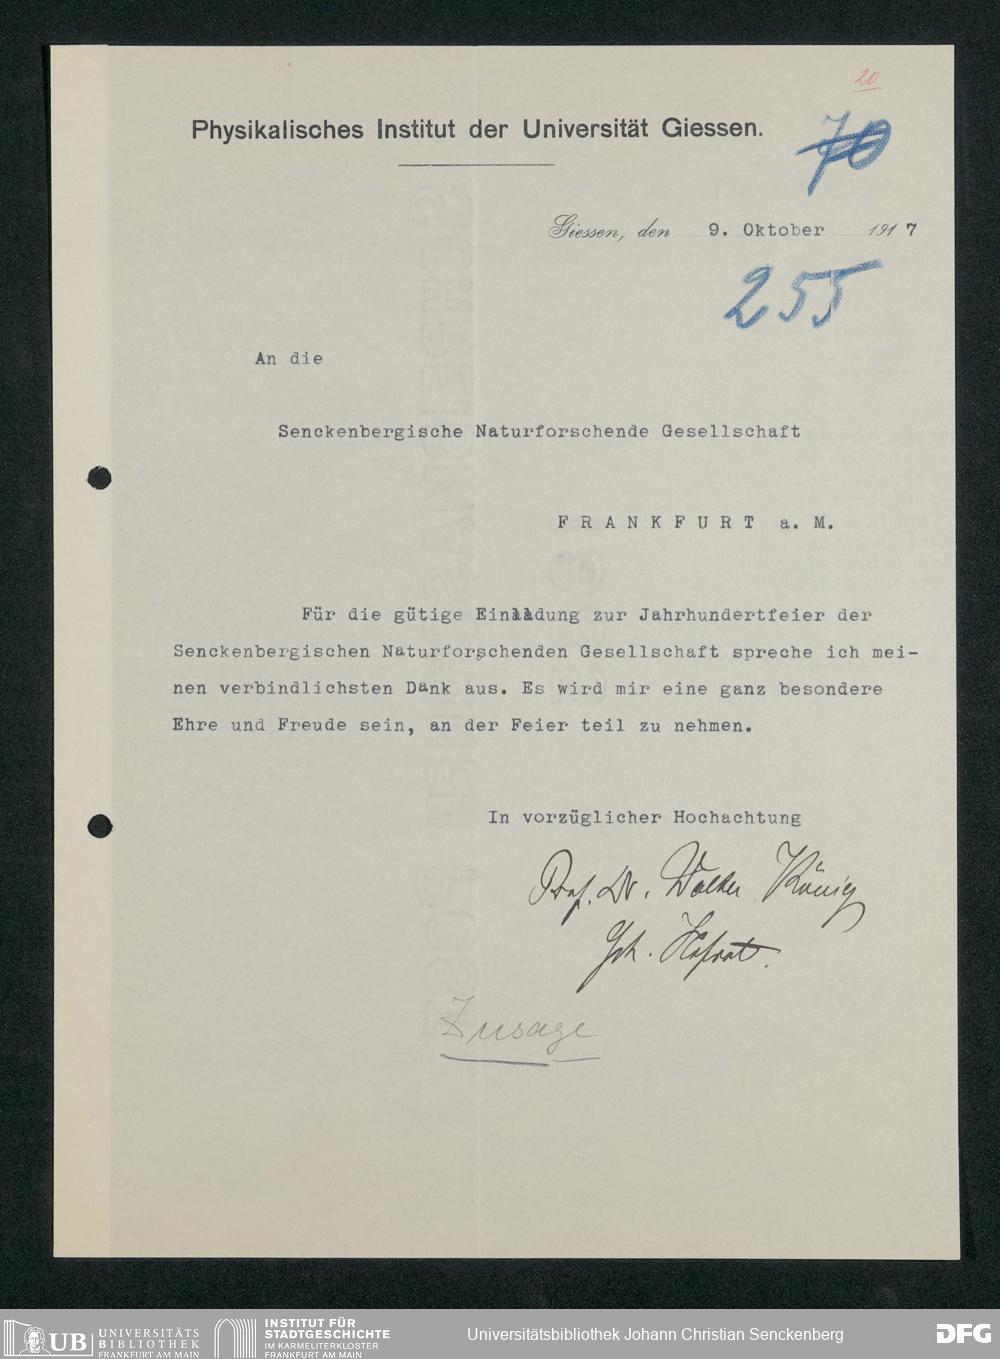 20
Physikalisches Institut der Universität Giessen.
70
Giessen, den 9. Oktober 1917
255
An die
Senckenbergische Naturforschende Gesellschaft
FRANKFURT a. M.
Für die gütige Einladung zur Jahrhundertfeier der
Senckenbergischen Naturforschenden Gesellschaft spreche ich mei-
nen verbindlichsten Dank aus. Es wird mir eine ganz besondere
Ehre und Freude sein, an der Feier teil zu nehmen.
In vorzüglicher Hochachtung
Prof. Dr. Walter König
Geh. Hofrat.
Zusage
UB UNIVERSITÄTS
BIBLIOTHEK
FRANKFURT AM MAIN
INSTITUT FÜR
STADTGESCHICHTE
IM KARMELITERKLOSTER
FRANKFURT AM MAIN
Universitätsbibliothek Johann Christian Senckenberg
DFG